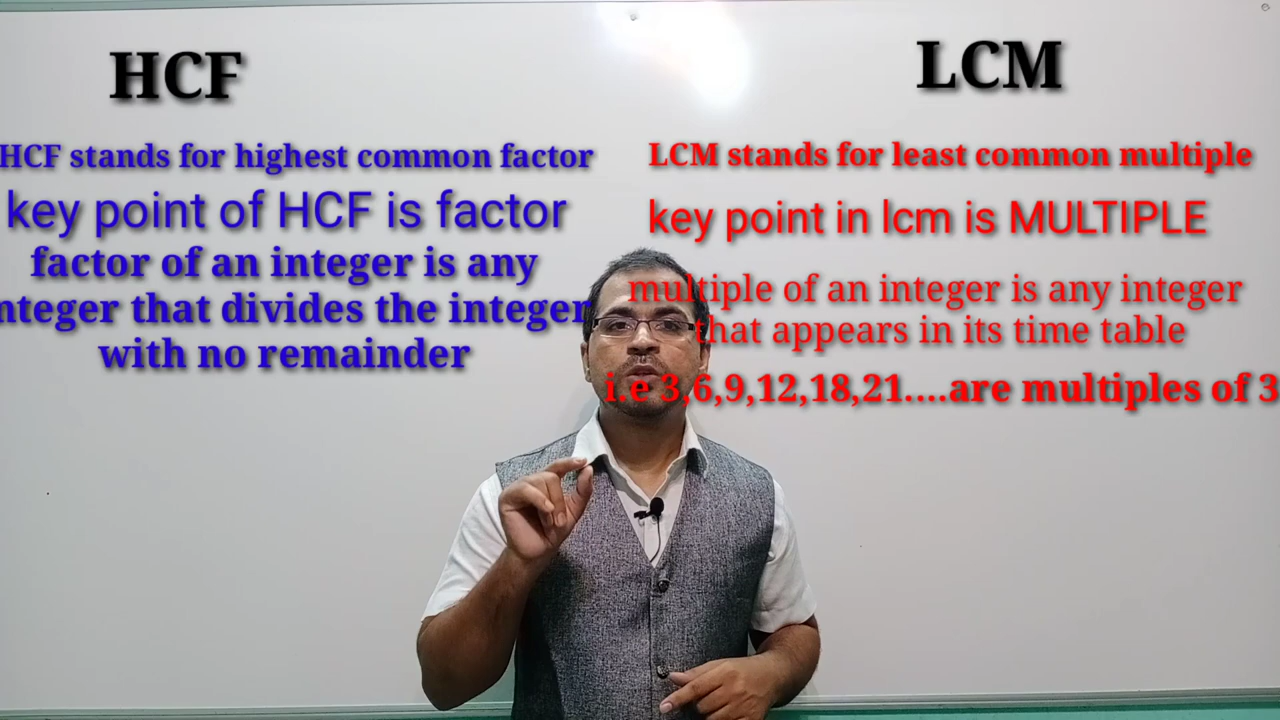 HCF
HCF stands for highest common factor
key point of HCF is factor
factor of an integer is any
nteger that divides the integer
with no remainder
LCM
LCM stands for least common multiple
key point in lcm is MULTIPLE
multiple of an integer is any integer
that appears in its time table
i.e 3,6,9,12,18,21....are multiples of 3